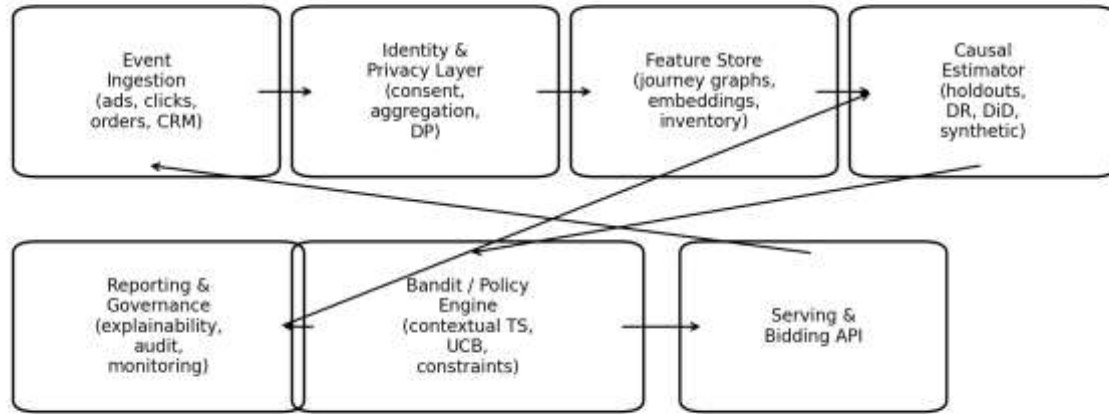 Event
Ingestion
(ads, clicks,
orders, CRM)
Identity &
Privacy Layer
(consent,
aggregation,
DP)
Feature Store
(journey graphs,
embeddings,
inventory)
Causal
Estimator
(holdouts,
DR, DiD,
synthetic)
Reporting &
Governance
(explainability,
audit,
monitoring)
Bandit / Policy
Engine
(contextual TS,
UCB,
constraints)
Serving &
Bidding API